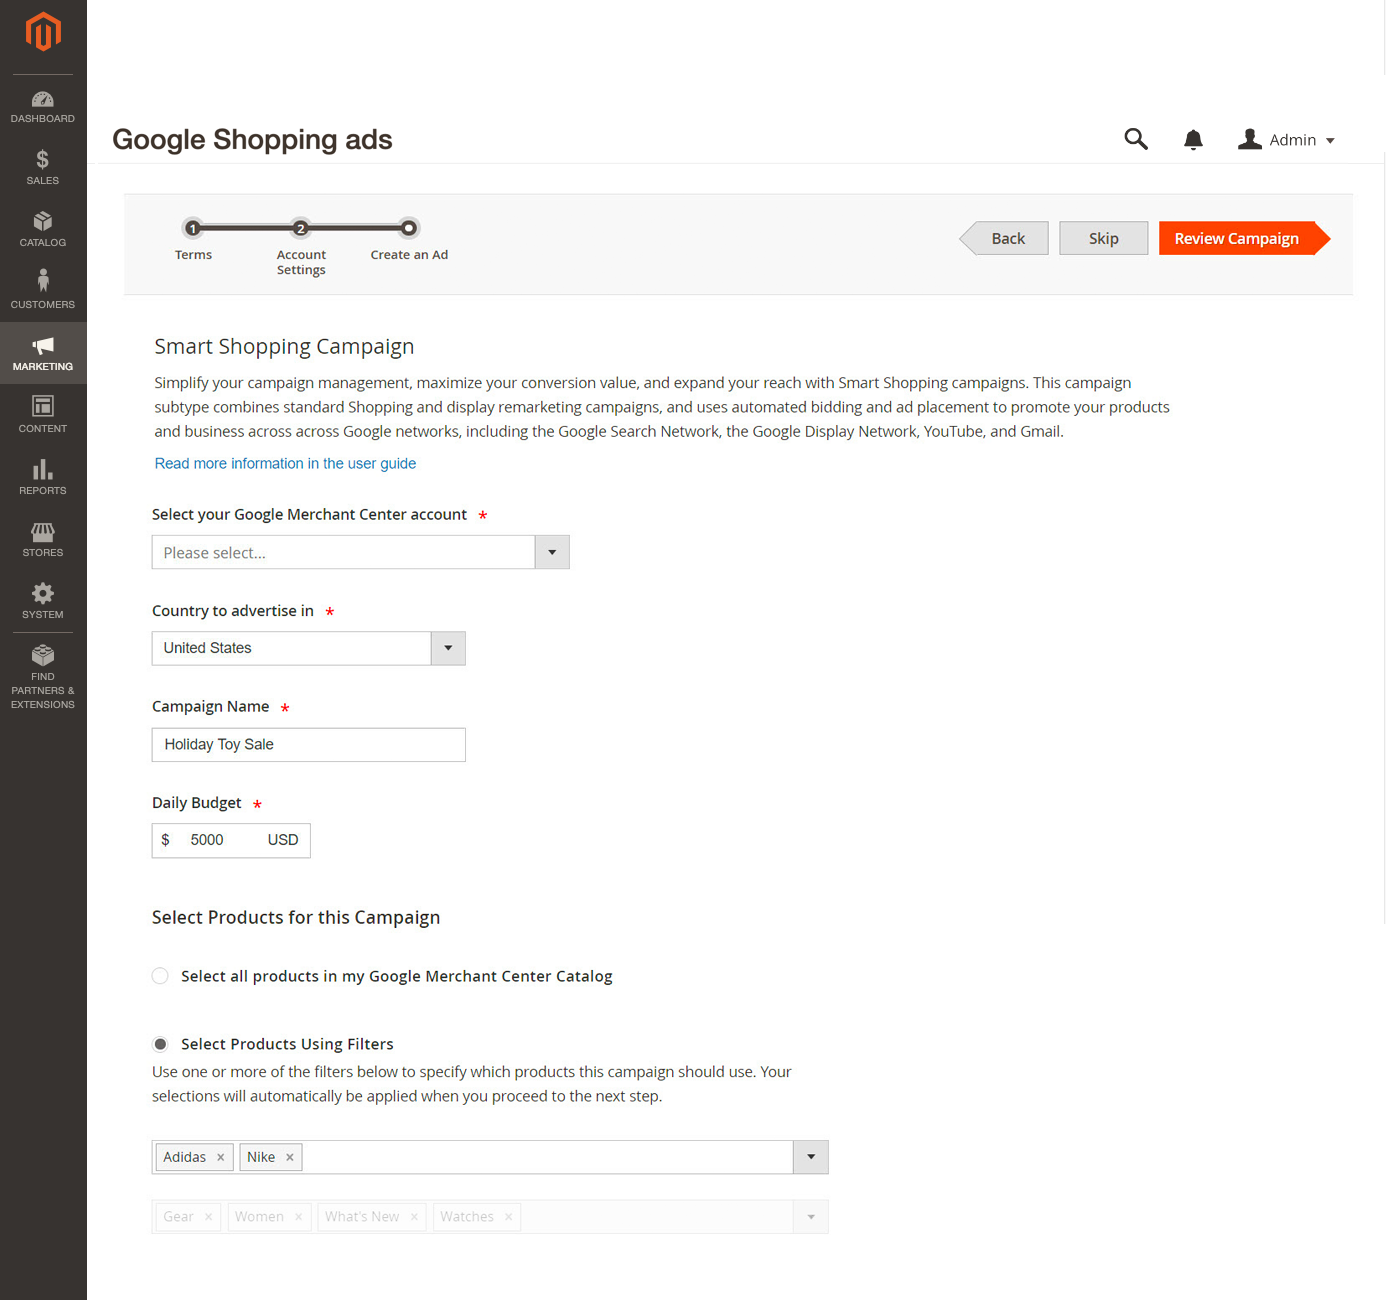 Google Shopping ads
Admin
DASHBOARD
SALES
CATALOG
CUSTOMERS
MARKETING
CONTENT
REPORTS
STORES
SYSTEM
FIND
PARTNERS &
EXTENSIONS
1
2
Terms
Account
Settings
Create an Ad
Back
Skip
Review Campaign
Smart Shopping Campaign
Simplify your campaign management, maximize your conversion value, and expand your reach with Smart Shopping campaigns. This campaign
subtype combines standard Shopping and display remarketing campaigns, and uses automated bidding and ad placement to promote your products
and business across across Google networks, including the Google Search Network, the Google Display Network, YouTube, and Gmail.
Read more information in the user guide
Select your Google Merchant Center account *
Please select...
Country to advertise in *
United States
Campaign Name *
Holiday Toy Sale
Daily Budget *
$ 5000 USD
Select Products for this Campaign
Select all products in my Google Merchant Center Catalog
Select Products Using Filters
Use one or more of the filters below to specify which products this campaign should use. Your
selections will automatically be applied when you proceed to the next step.
Adidas × Nike ×
Gear × Women × What's New × Watches ×